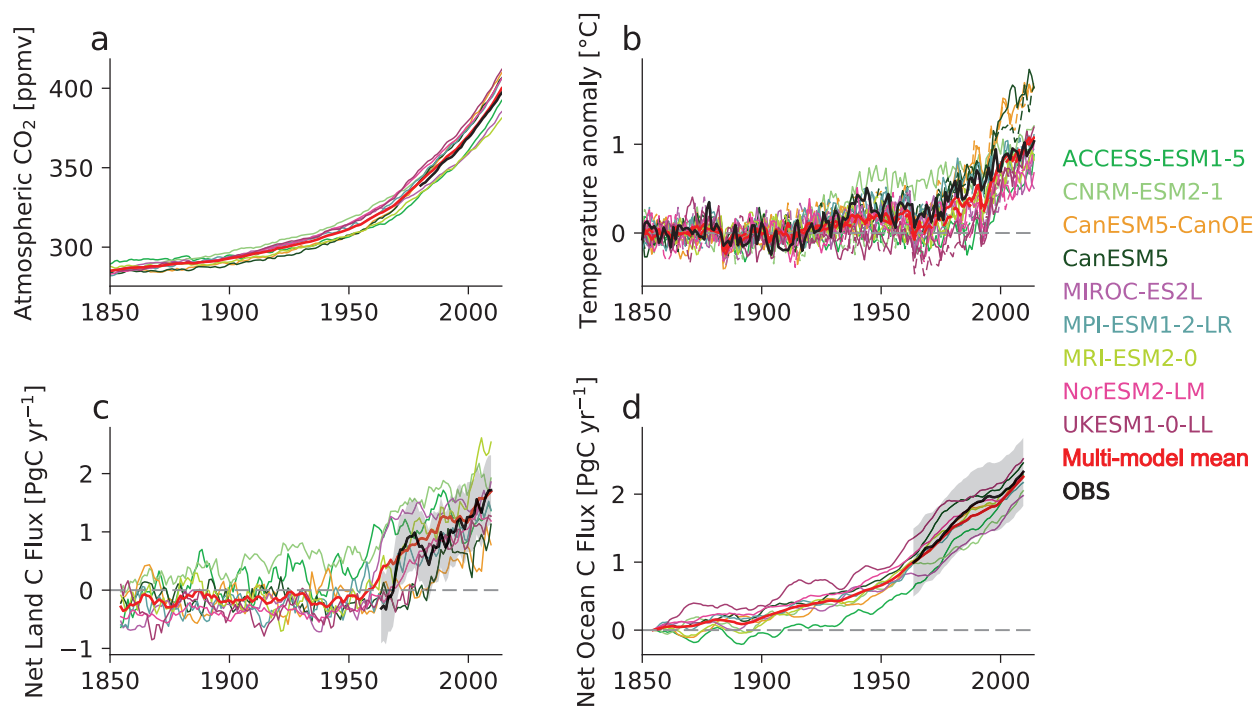 a
Atmospheric CO₂ [ppmv]
400
350
300
1850 1900 1950 2000
b
Temperature anomaly [°C]
1
0
1850 1900 1950 2000
c
Net Land C Flux [PgC yr⁻¹]
2
1
0
−1
1850 1900 1950 2000
d
Net Ocean C Flux [PgC yr⁻¹]
2
1
0
1850 1900 1950 2000
ACCESS-ESM1-5
CNRM-ESM2-1
CanESM5-CanOE
CanESM5
MIROC-ES2L
MPI-ESM1-2-LR
MRI-ESM2-0
NorESM2-LM
UKESM1-0-LL
Multi-model mean
OBS